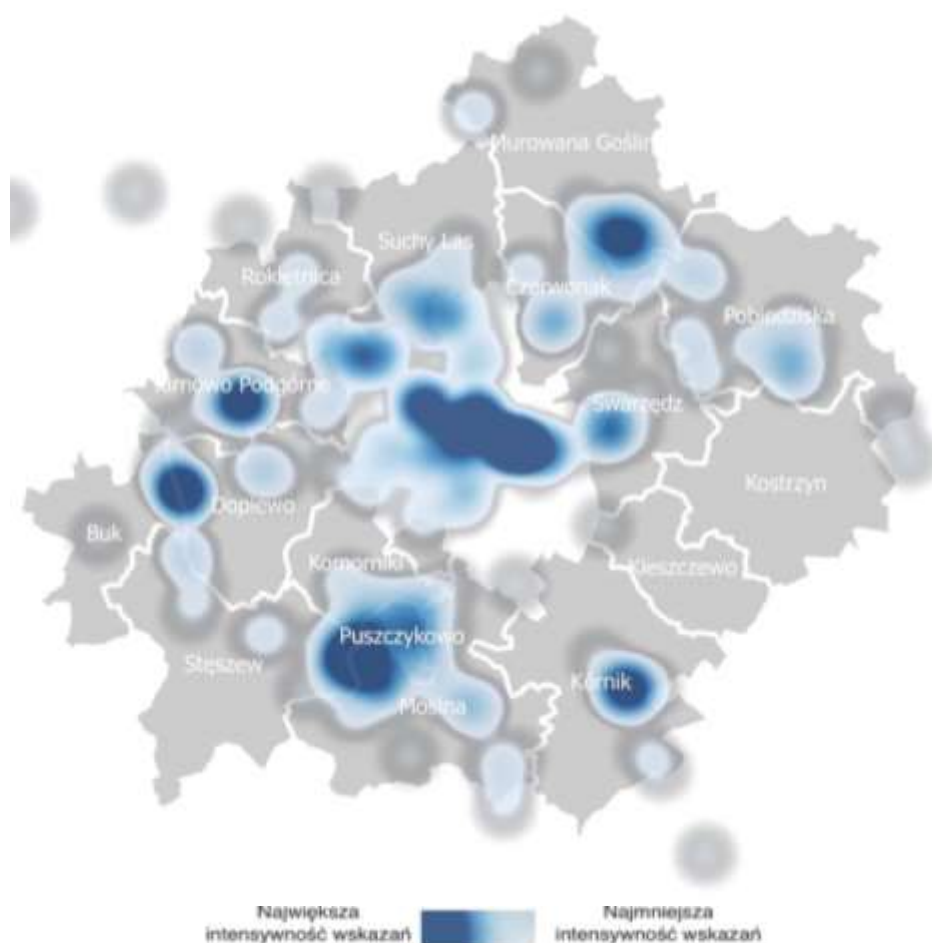 Murowana Goślin
Suchy Las
Rokietnica
Czerwonak
Pobiedziska
Tarnowo Podgórne
Swarzędz
Kostrzyn
Dopiewo
Buk
Komorniki
Kleszczewo
Puszczykowo
Stęszew
Kórnik
Mosina
Największa
intensywność wskazań
Najmniejsza
intensywność wskazań